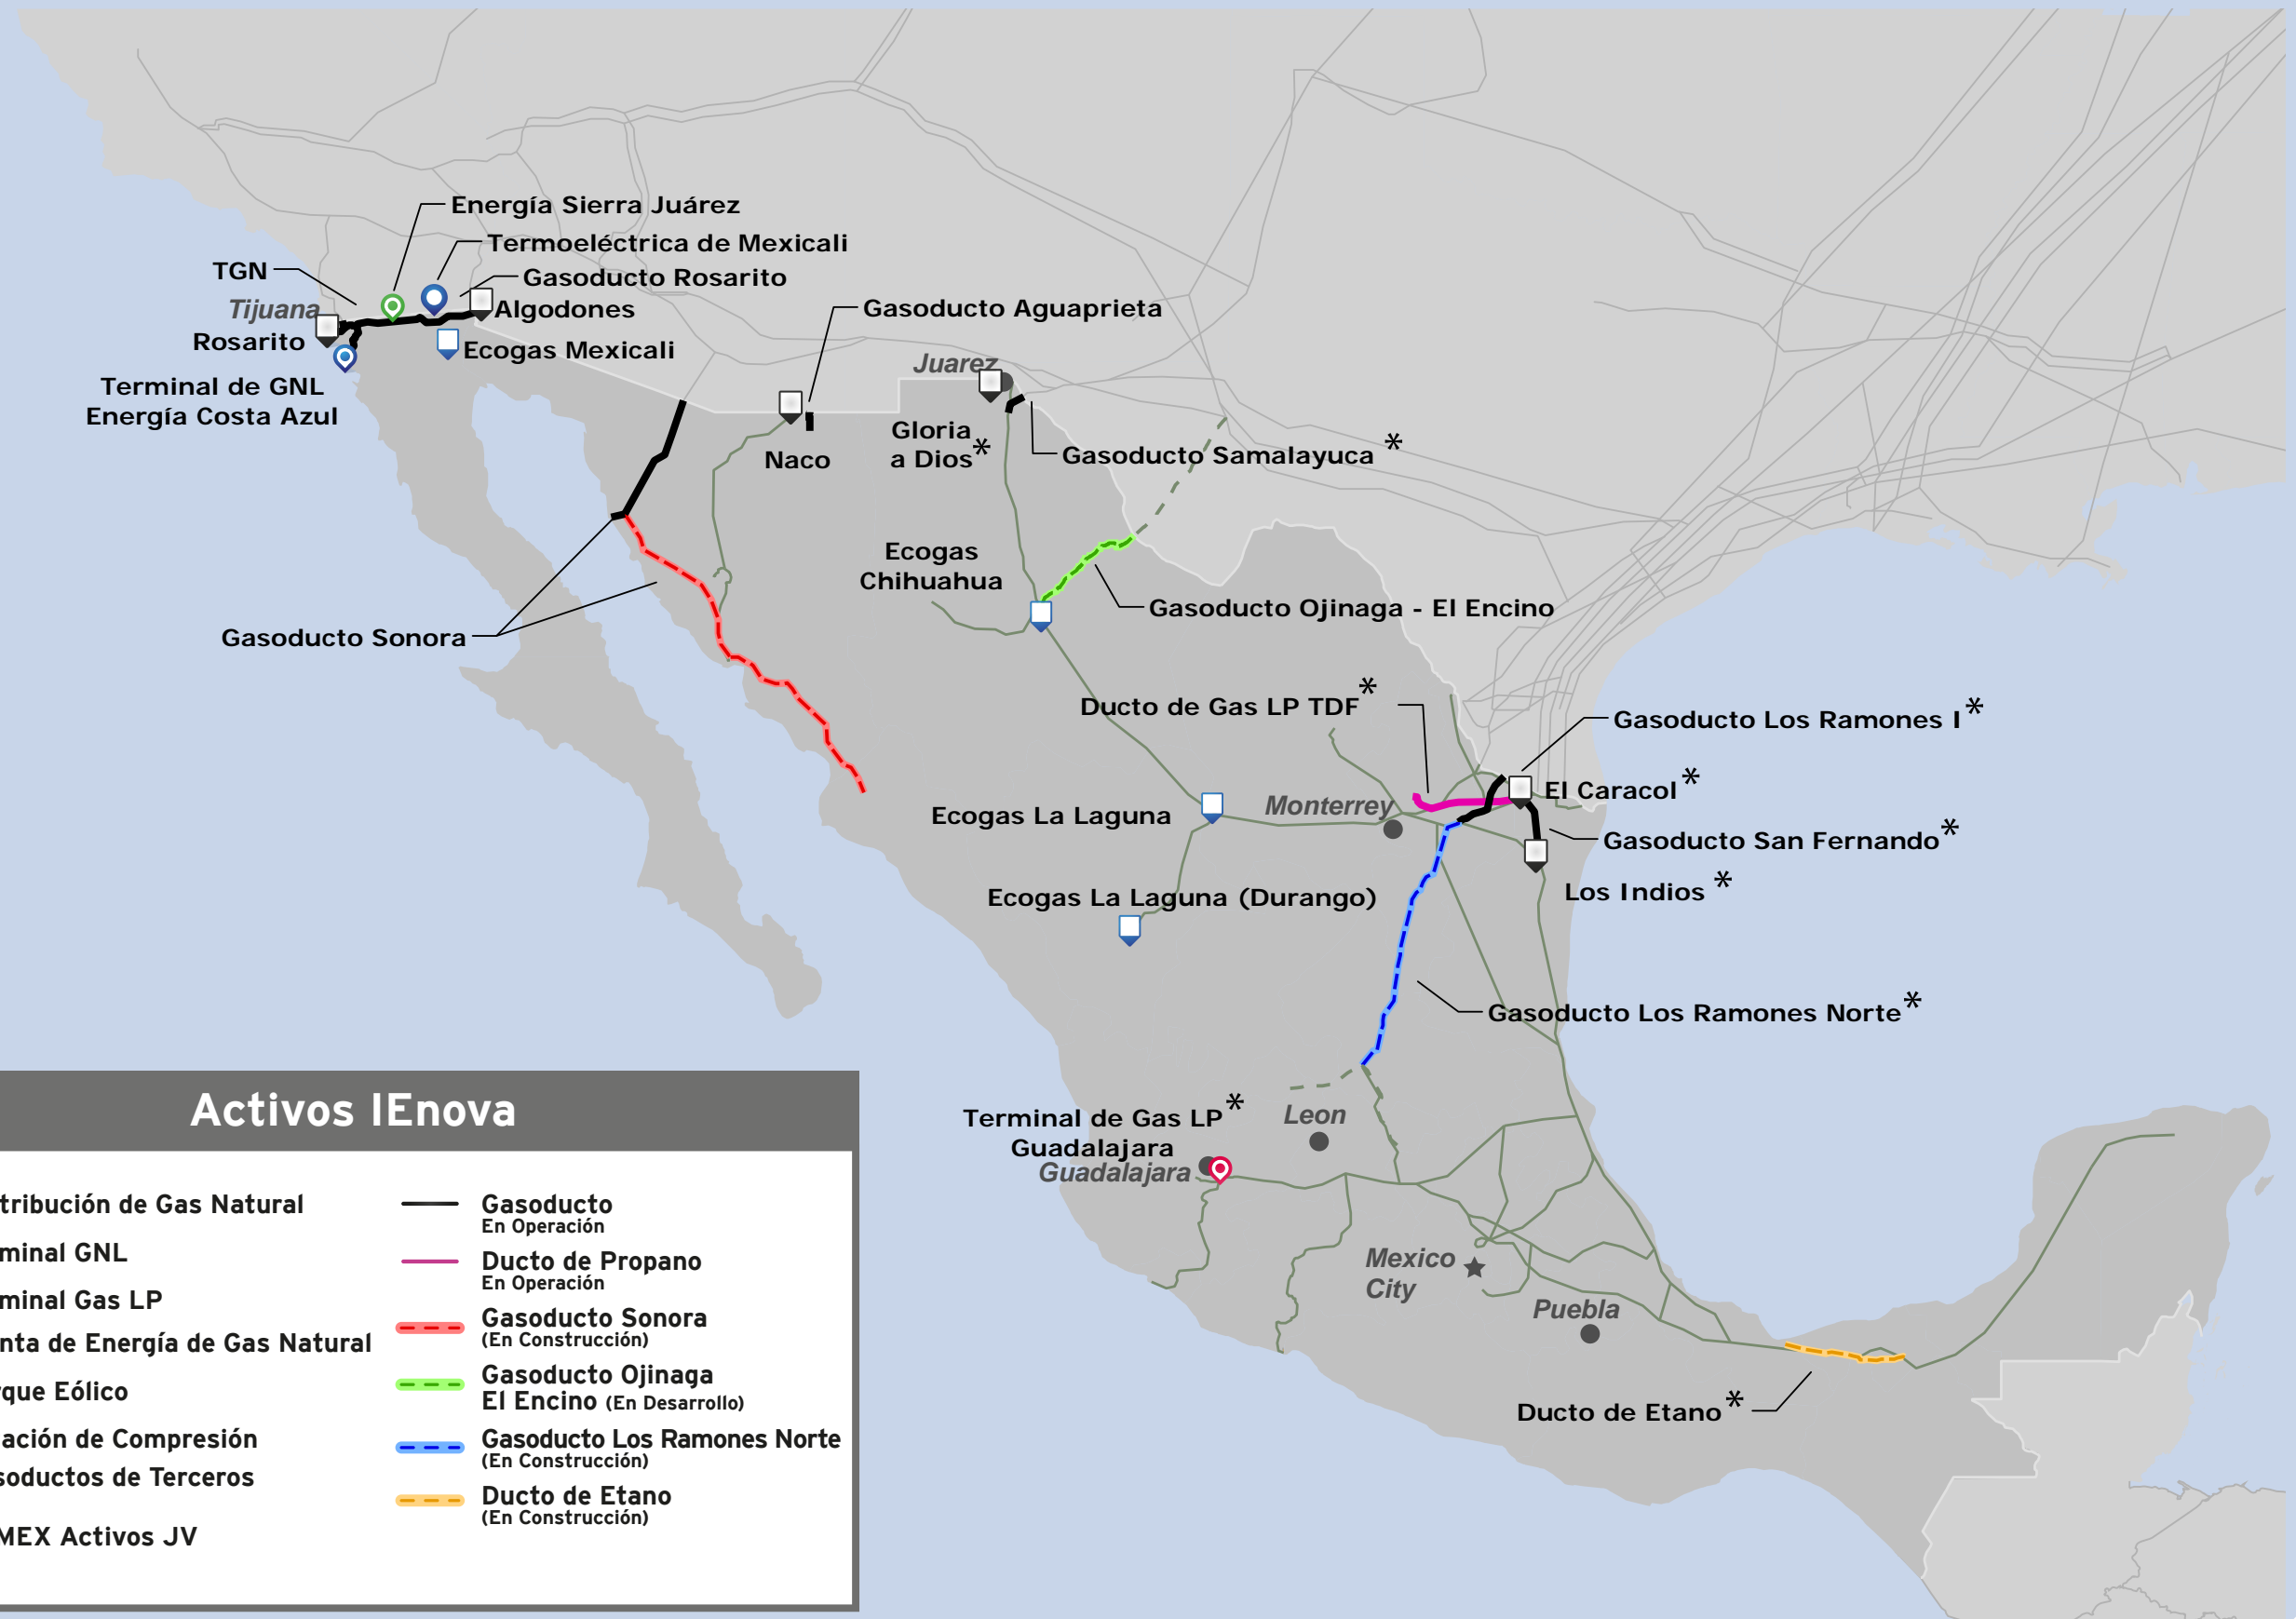 Energía Sierra Juárez
Termoeléctrica de Mexicali
TGN
Gasoducto Rosarito
Tijuana
Algodones
Gasoducto Aguaprieta
Rosarito
Ecogas Mexicali
Juarez
Terminal de GNL
Energía Costa Azul
Gloria
a Dios*
Gasoducto Samalayuca *
Naco
Ecogas
Chihuahua
Gasoducto Ojinaga - El Encino
Gasoducto Sonora
Ducto de Gas LP TDF*
Gasoducto Los Ramones I*
El Caracol*
Monterrey
Ecogas La Laguna
Gasoducto San Fernando*
Los Indios *
Ecogas La Laguna (Durango)
Gasoducto Los Ramones Norte*
Terminal de Gas LP*
Guadalajara
Leon
Guadalajara
Mexico
City
Puebla
Ducto de Etano*
Activos IEnova
tribución de Gas Natural
minal GNL
minal Gas LP
nta de Energía de Gas Natural
que Eólico
ación de Compresión
soductos de Terceros
MEX Activos JV
Gasoducto
En Operación
Ducto de Propano
En Operación
Gasoducto Sonora
(En Construcción)
Gasoducto Ojinaga
El Encino (En Desarrollo)
Gasoducto Los Ramones Norte
(En Construcción)
Ducto de Etano
(En Construcción)